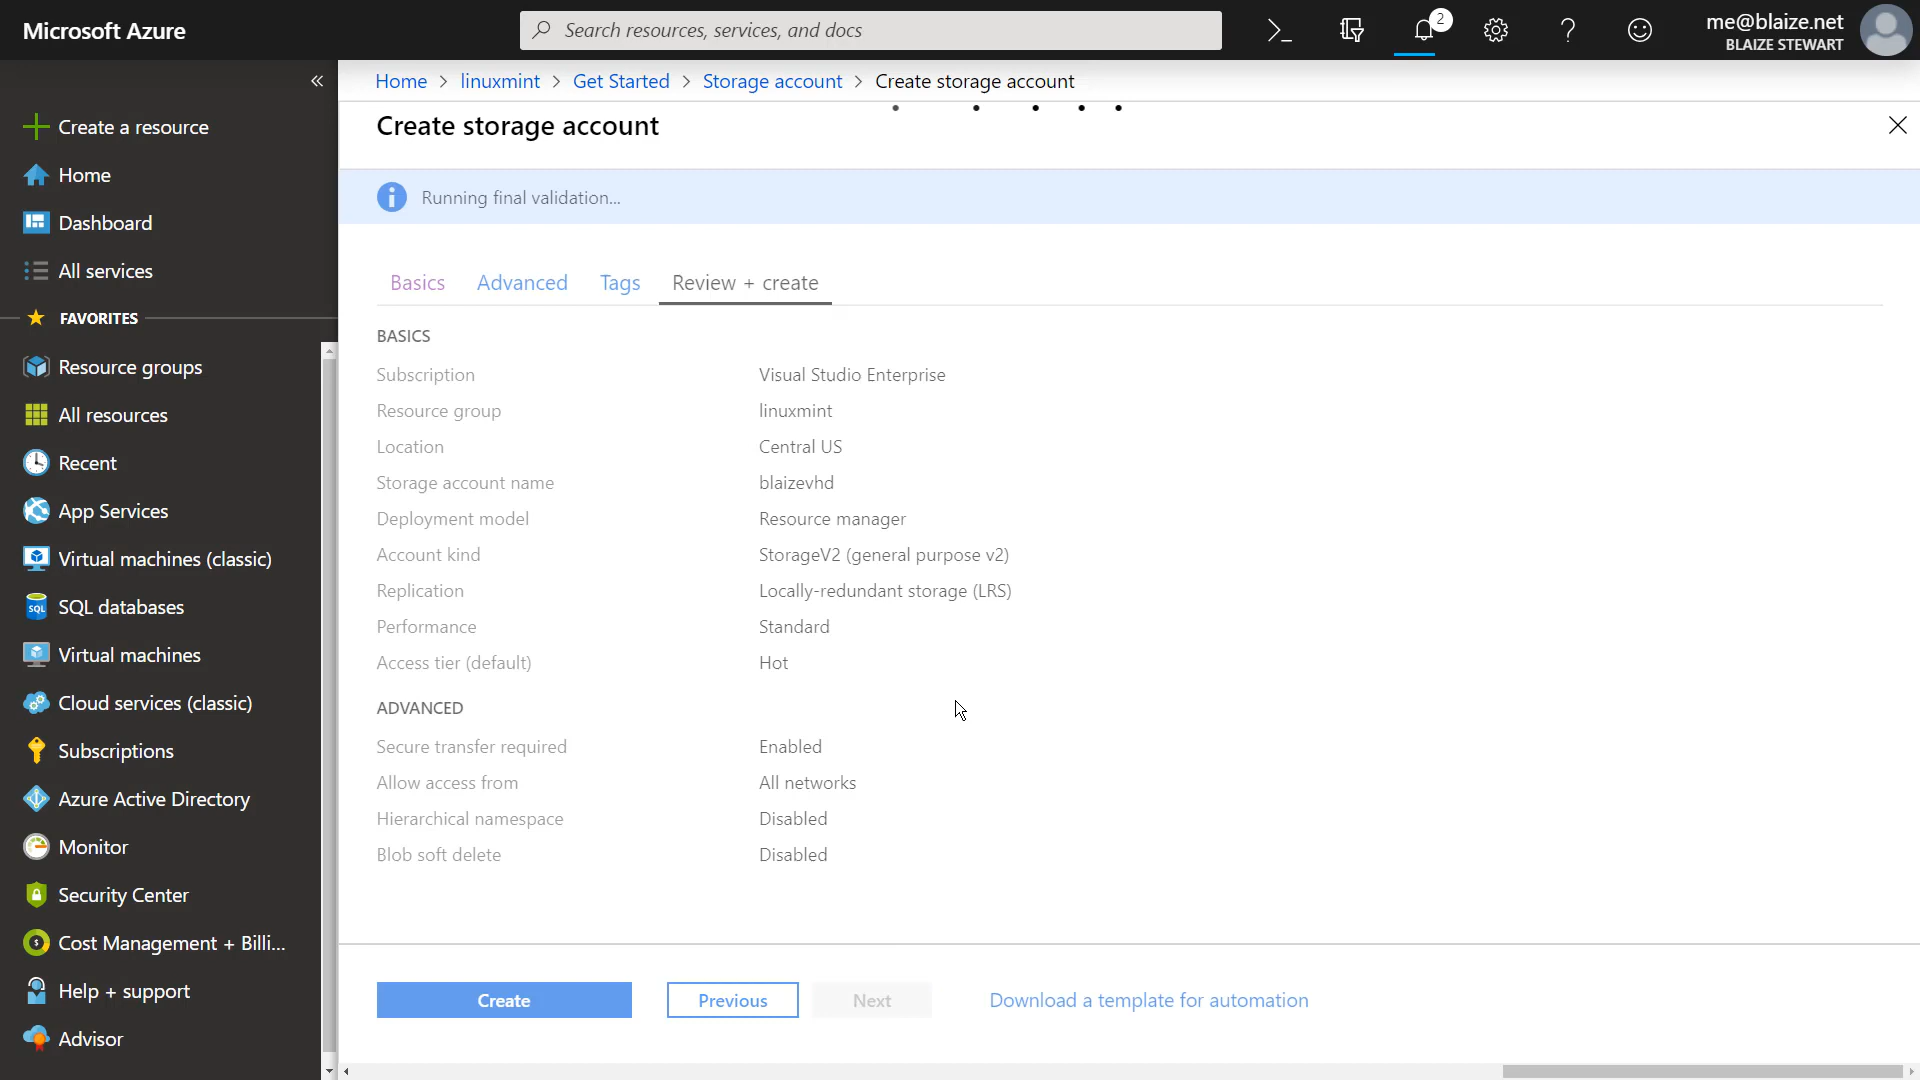 Microsoft Azure
Search resources, services, and docs
2
me@blaize.net
BLAIZE STEWART
Home > linuxmint > Get Started > Storage account > Create storage account
Create storage account
Running final validation...
Create a resource
Home
Dashboard
All services
FAVORITES
Resource groups
All resources
Recent
App Services
Virtual machines (classic)
SQL databases
Virtual machines
Cloud services (classic)
Subscriptions
Azure Active Directory
Monitor
Security Center
Cost Management + Billi...
Help + support
Advisor
Basics Advanced Tags Review + create
BASICS
Subscription Visual Studio Enterprise
Resource group linuxmint
Location Central US
Storage account name blaizevhd
Deployment model Resource manager
Account kind StorageV2 (general purpose v2)
Replication Locally-redundant storage (LRS)
Performance Standard
Access tier (default) Hot
ADVANCED
Secure transfer required Enabled
Allow access from All networks
Hierarchical namespace Disabled
Blob soft delete Disabled
Create Previous Next Download a template for automation